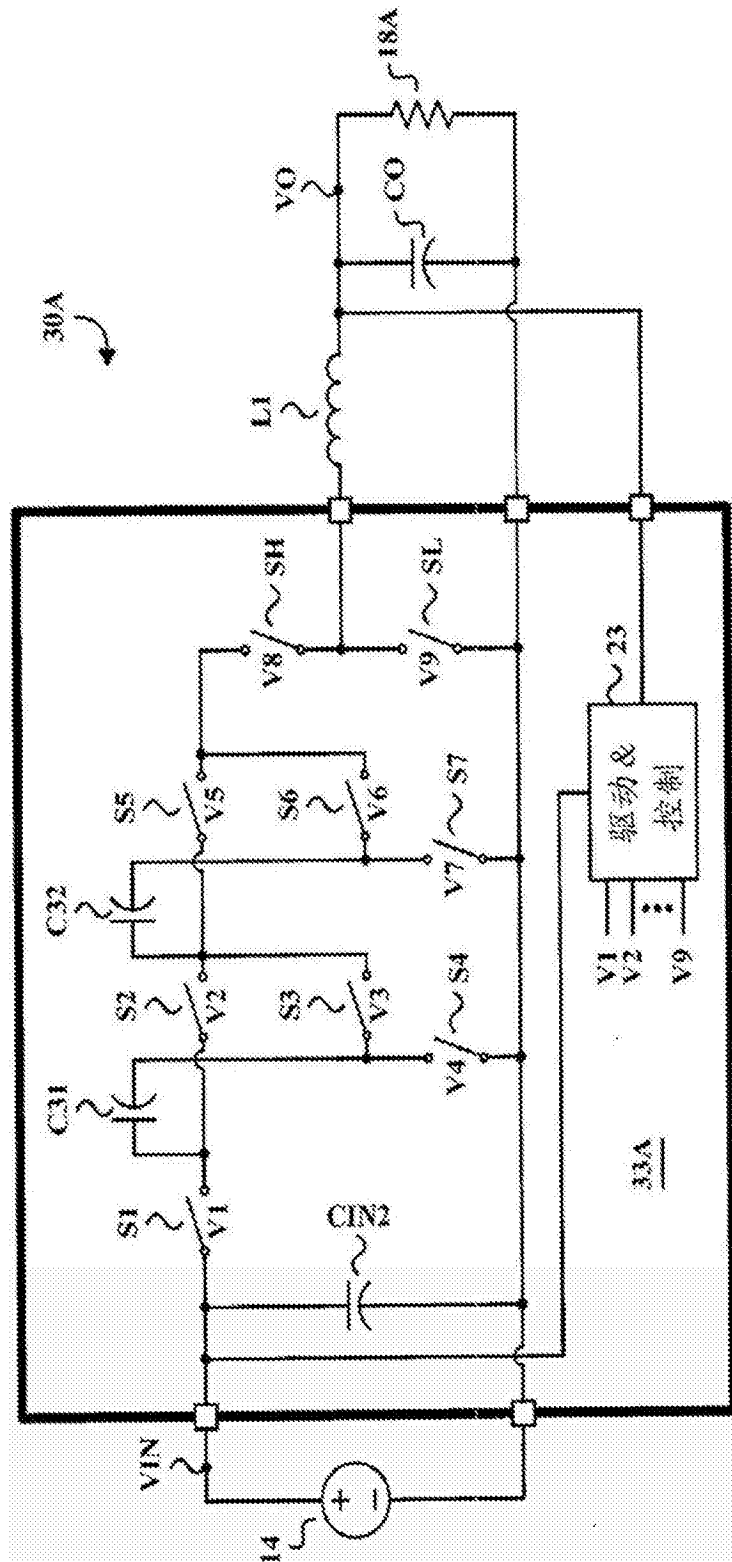 30A
14
VIN
S1
V1
CIN2
C31
S2
V2
S3
V3
S4
V4
C32
S5
V5
S6
V6
S7
V7
SH
V8
SL
V9
L1
VO
CO
18A
33A
V1
V2
V9
驱动&
控制
23